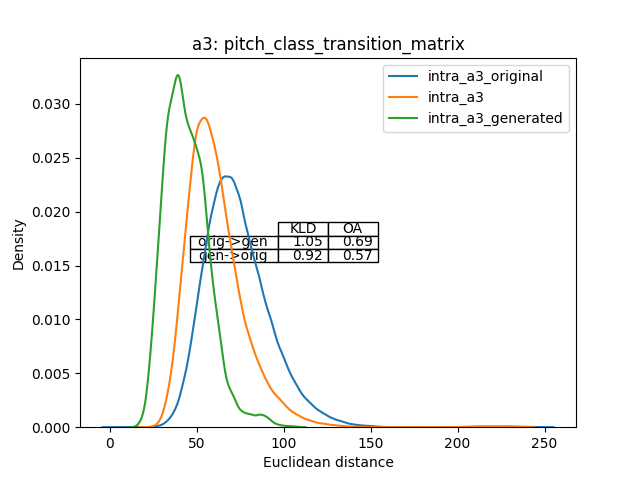 a3: pitch_class_transition_matrix
intra_a3_original
intra_a3
intra_a3_generated
KLD OA
orig->gen 1.05 0.69
gen->orig 0.92 0.57
Density
0.030
0.025
0.020
0.015
0.010
0.005
0.000
0 50 100 150 200 250
Euclidean distance